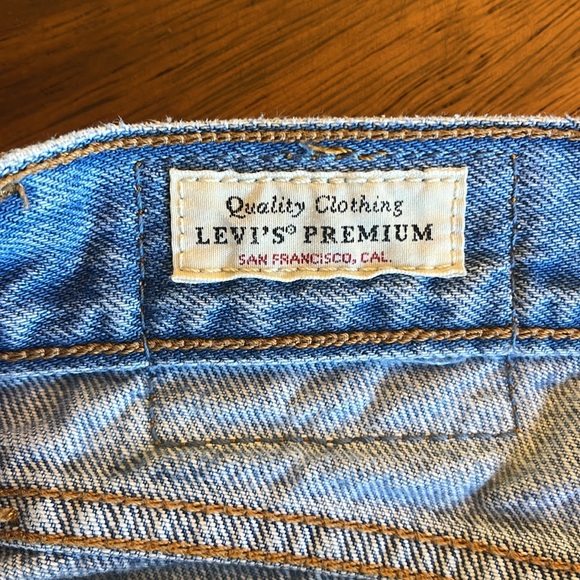 Quality Clothing
LEVI'S® PREMIUM
SAN FRANCISCO, CAL.